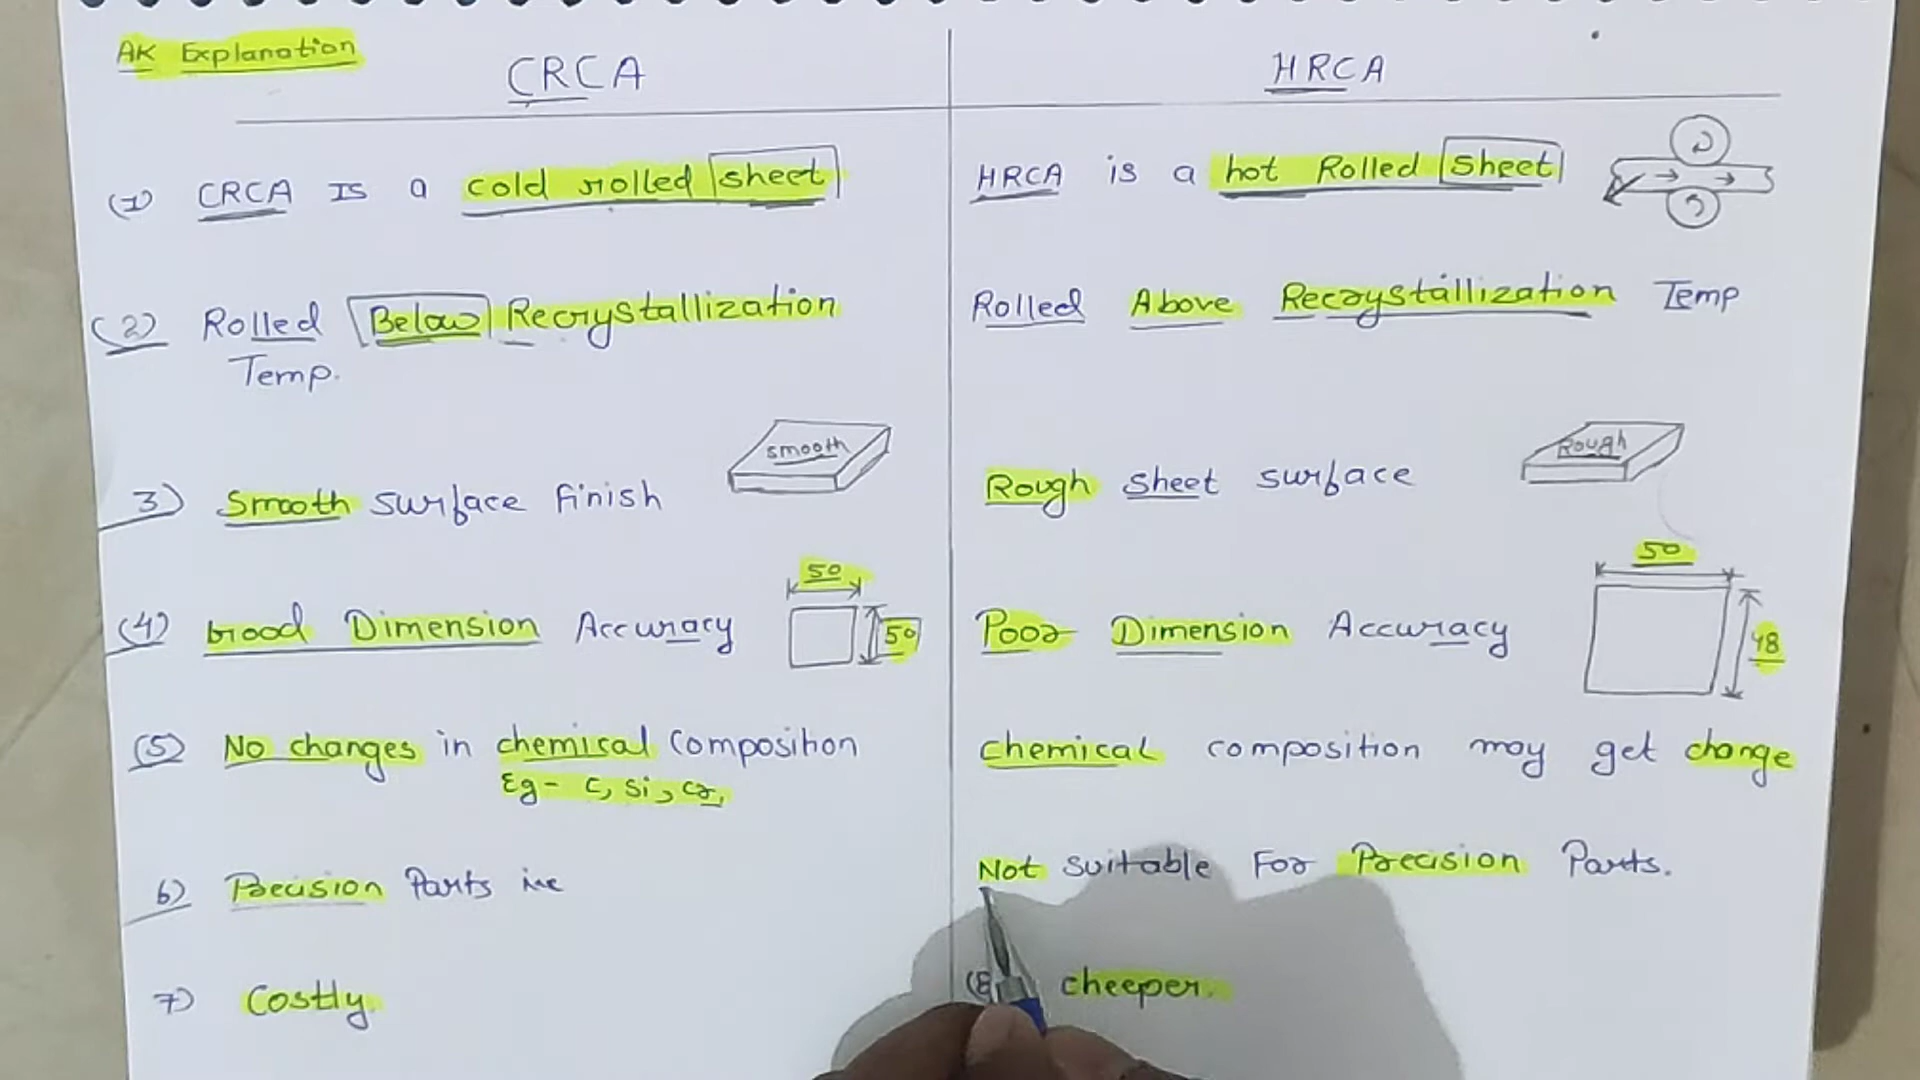 AK Explanation
CRCA
HRCA
(1) CRCA Is a cold rolled sheet
HRCA is a hot Rolled Sheet
(2) Rolled Below Recrystallization
Temp.
Rolled Above Recrystallization Temp
3) Smooth Surface Finish
smooth
Rough Sheet surface
Rough
(4) Good Dimension Accuracy
50
50
Poor Dimension Accuracy
50
48
(5) No changes in chemical Composition
Eg- C, Si, Cr,
Chemical composition may get change
6) Precision Parts
Not Suitable For Precision Parts.
7) Costly.
cheeper.